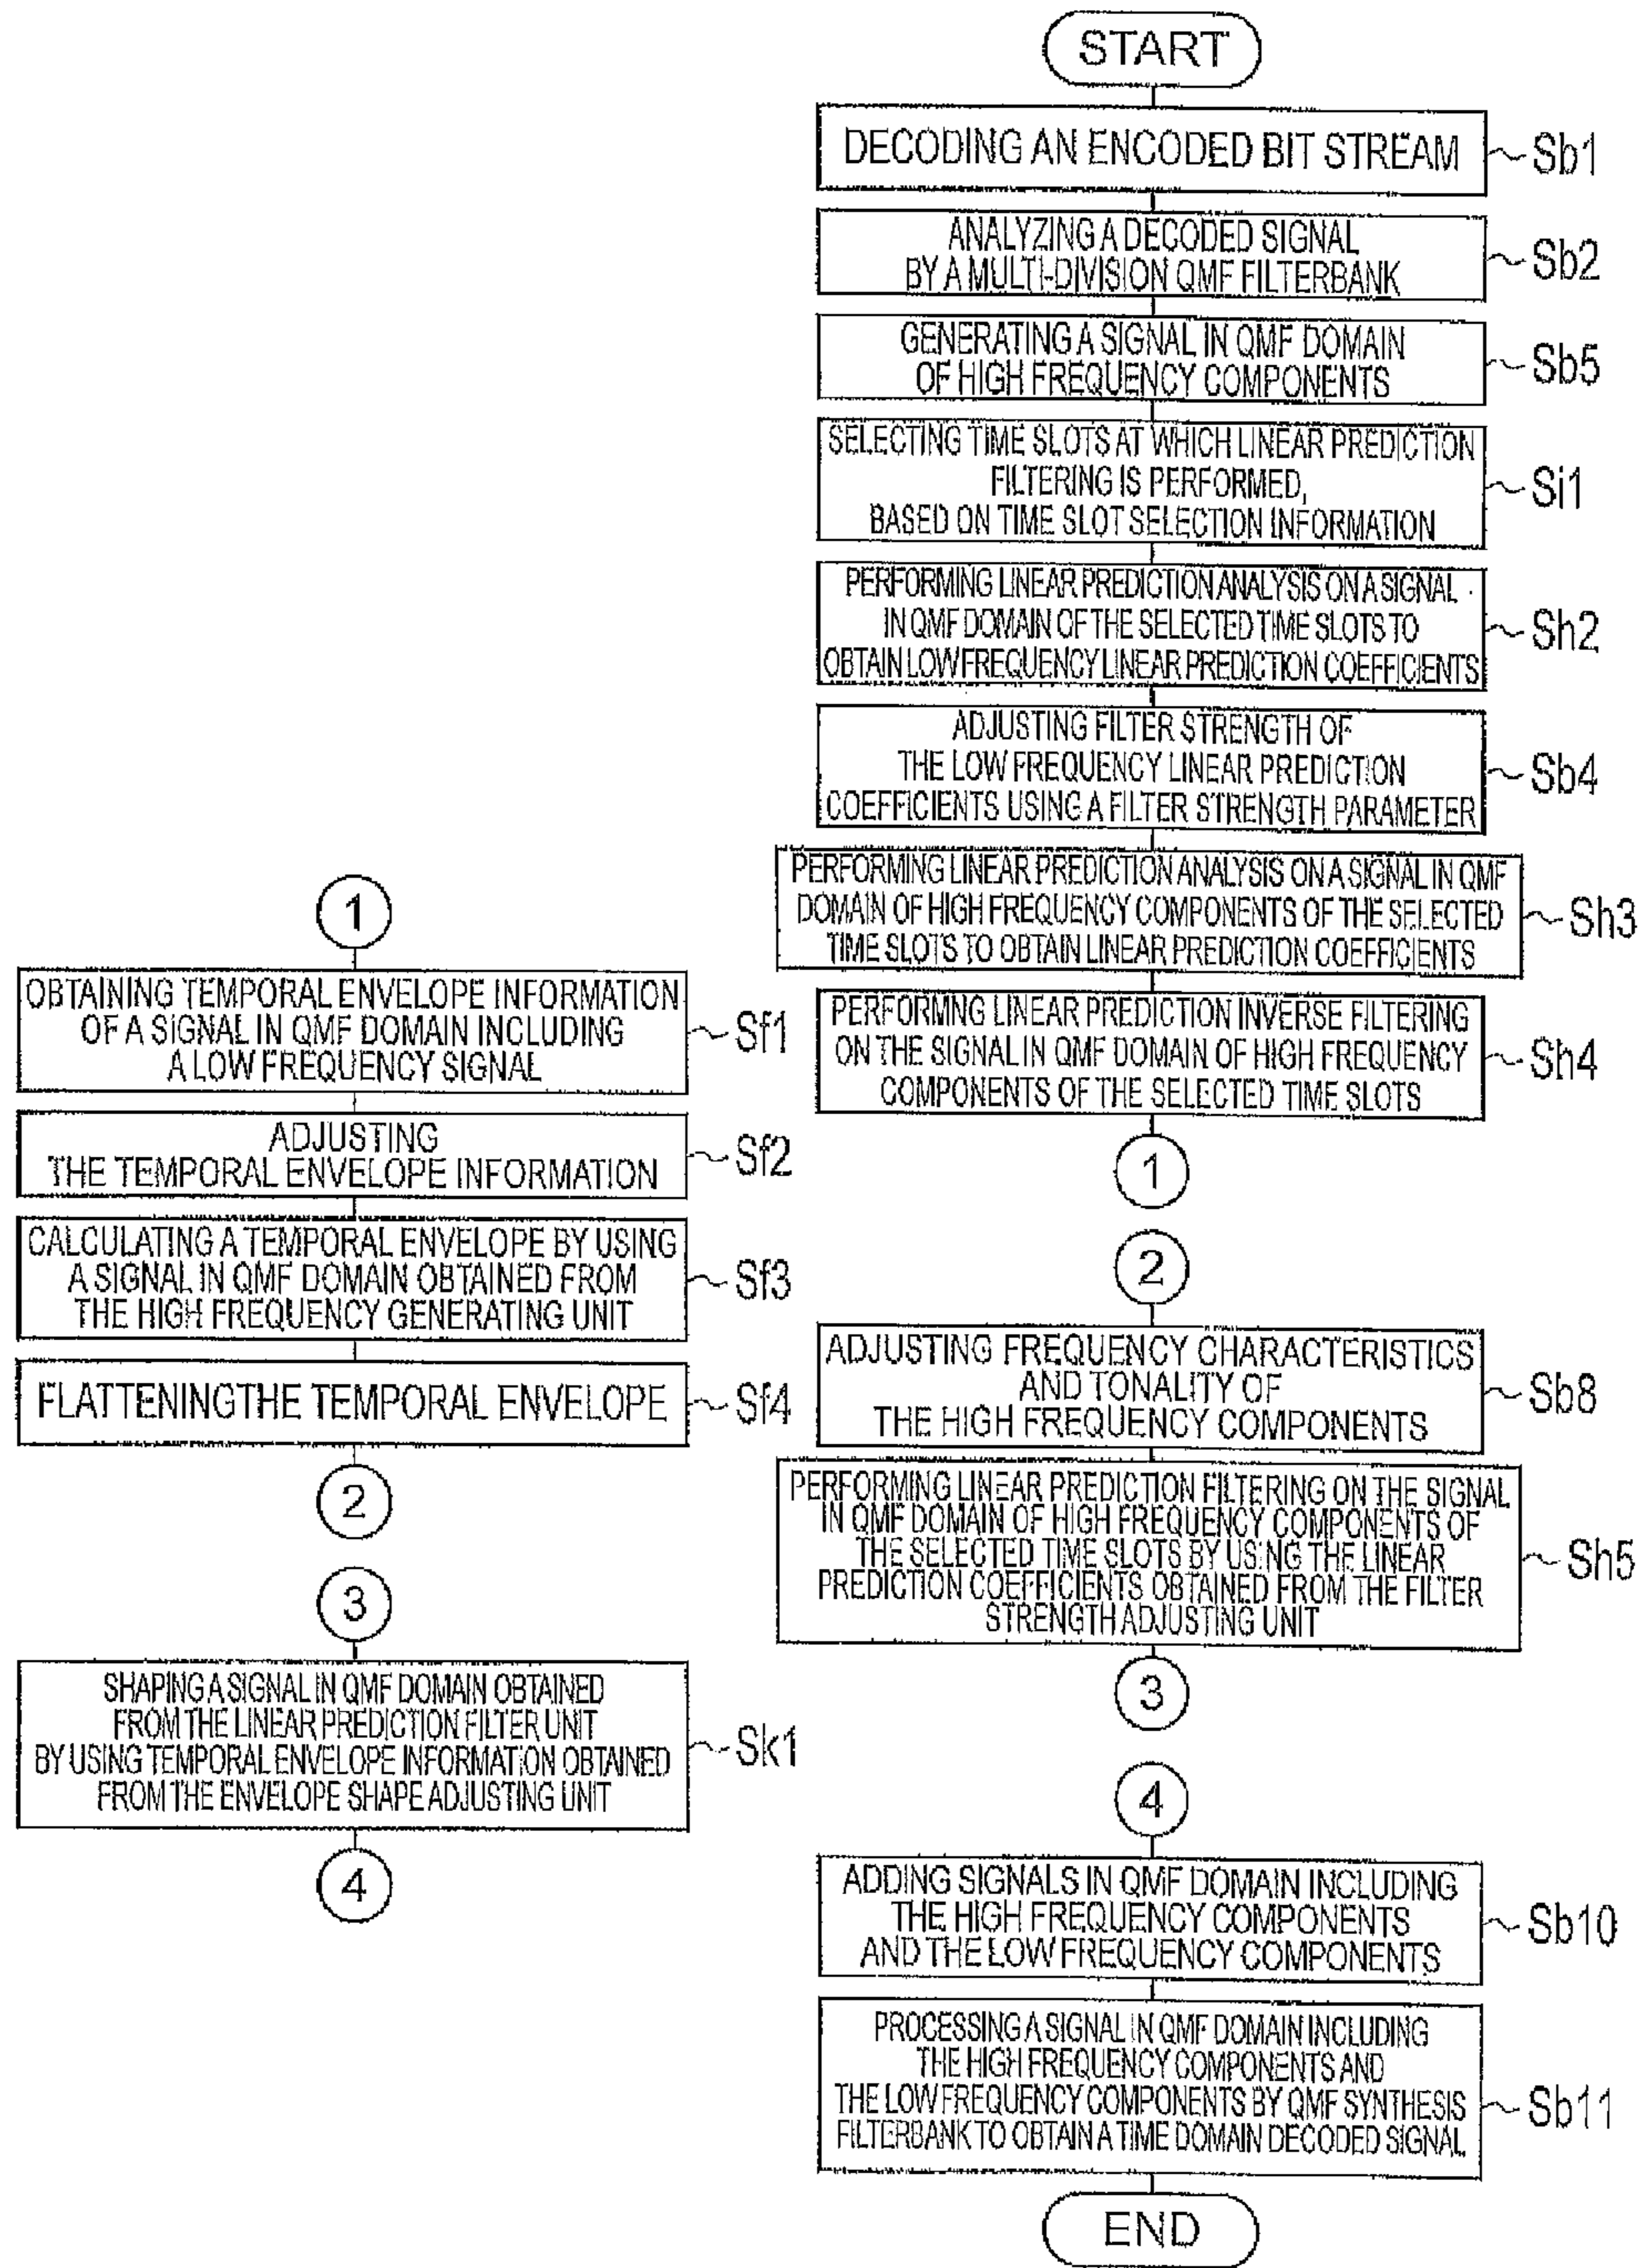 START
DECODING AN ENCODED BIT STREAM
Sb1
ANALYZING A DECODED SIGNAL
BY A MULTI-DIVISION QMF FILTERBANK
Sb2
GENERATING A SIGNAL IN QMF DOMAIN
OF HIGH FREQUENCY COMPONENTS
Sb5
SELECTING TIME SLOTS AT WHICH LINEAR PREDICTION
FILTERING IS PERFORMED,
BASED ON TIME SLOT SELECTION INFORMATION
Si1
PERFORMING LINEAR PREDICTION ANALYSIS ON A SIGNAL
IN QMF DOMAIN OF THE SELECTED TIME SLOTS TO
OBTAIN LOW FREQUENCY LINEAR PREDICTION COEFFICIENTS
Sh2
ADJUSTING FILTER STRENGTH OF
THE LOW FREQUENCY LINEAR PREDICTION
COEFFICIENTS USING A FILTER STRENGTH PARAMETER
Sb4
PERFORMING LINEAR PREDICTION ANALYSIS ON A SIGNAL IN QMF
DOMAIN OF HIGH FREQUENCY COMPONENTS OF THE SELECTED
TIME SLOTS TO OBTAIN LINEAR PREDICTION COEFFICIENTS
Sh3
PERFORMING LINEAR PREDICTION INVERSE FILTERING
ON THE SIGNAL IN QMF DOMAIN OF HIGH FREQUENCY
COMPONENTS OF THE SELECTED TIME SLOTS
Sh4
1
1
OBTAINING TEMPORAL ENVELOPE INFORMATION
OF A SIGNAL IN QMF DOMAIN INCLUDING
A LOW FREQUENCY SIGNAL
Sf1
ADJUSTING
THE TEMPORAL ENVELOPE INFORMATION
Sf2
CALCULATING A TEMPORAL ENVELOPE BY USING
A SIGNAL IN QMF DOMAIN OBTAINED FROM
THE HIGH FREQUENCY GENERATING UNIT
Sf3
FLATTENINGTHE TEMPORAL ENVELOPE
Sf4
2
2
ADJUSTING FREQUENCY CHARACTERISTICS
AND TONALITY OF
THE HIGH FREQUENCY COMPONENTS
Sb8
PERFORMING LINEAR PREDICTION FILTERING ON THE SIGNAL
IN QMF DOMAIN OF HIGH FREQUENCY COMPONENTS OF
THE SELECTED TIME SLOTS BY USING THE LINEAR
PREDICTION COEFFICIENTS OBTAINED FROM THE FILTER
STRENGTH ADJUSTING UNIT
Sh5
3
3
SHAPING A SIGNAL IN QMF DOMAIN OBTAINED
FROM THE LINEAR PREDICTION FILTER UNIT
BY USING TEMPORAL ENVELOPE INFORMATION OBTAINED
FROM THE ENVELOPE SHAPE ADJUSTING UNIT
Sk1
4
4
ADDING SIGNALS IN QMF DOMAIN INCLUDING
THE HIGH FREQUENCY COMPONENTS
AND THE LOW FREQUENCY COMPONENTS
Sb10
PROCESSING A SIGNAL IN QMF DOMAIN INCLUDING
THE HIGH FREQUENCY COMPONENTS AND
THE LOW FREQUENCY COMPONENTS BY QMF SYNTHESIS
FILTERBANK TO OBTAIN A TIME DOMAIN DECODED SIGNAL
Sb11
END